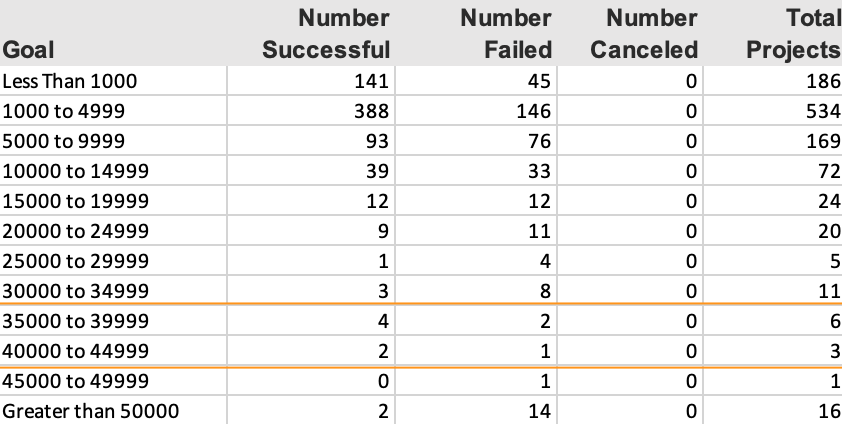 Number Number Number Total
Goal Successful Failed Canceled Projects
Less Than 1000 141 45 0 186
1000 to 4999 388 146 0 534
5000 to 9999 93 76 0 169
10000 to 14999 39 33 0 72
15000 to 19999 12 12 0 24
20000 to 24999 9 11 0 20
25000 to 29999 1 4 0 5
30000 to 34999 3 8 0 11
35000 to 39999 4 2 0 6
40000 to 44999 2 1 0 3
45000 to 49999 0 1 0 1
Greater than 50000 2 14 0 16